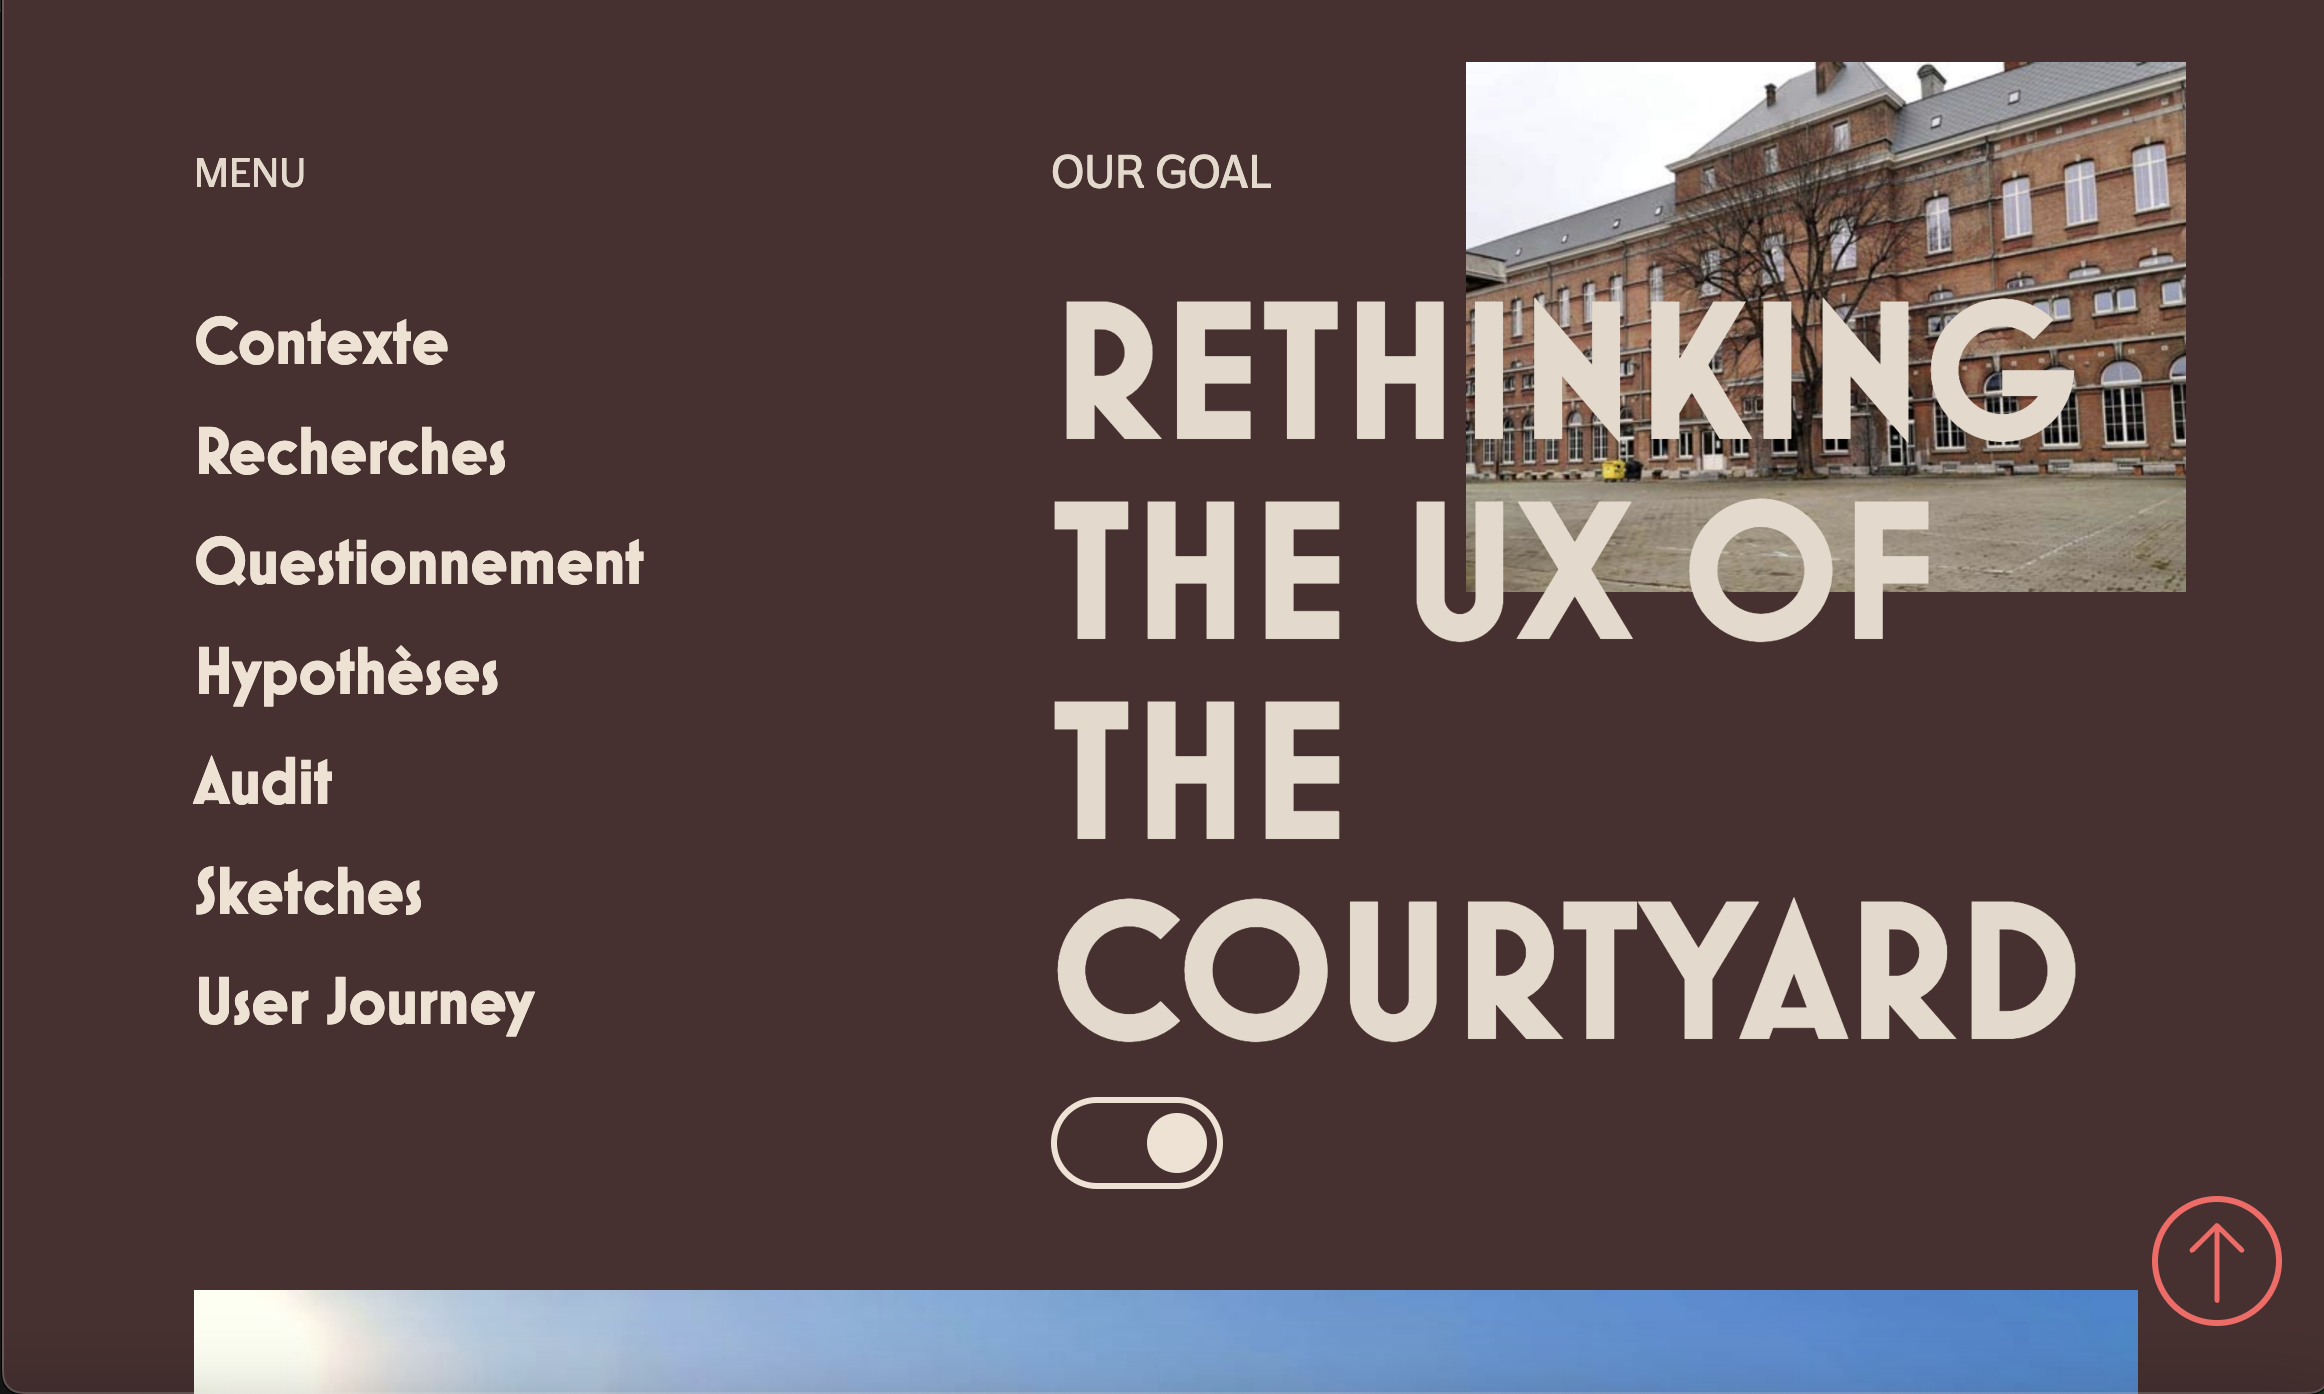 MENU
Contexte
Recherches
Questionnement
Hypothèses
Audit
Sketches
User Journey
OUR GOAL
RETHINKING
THE UX OF
THE
COURTYARD